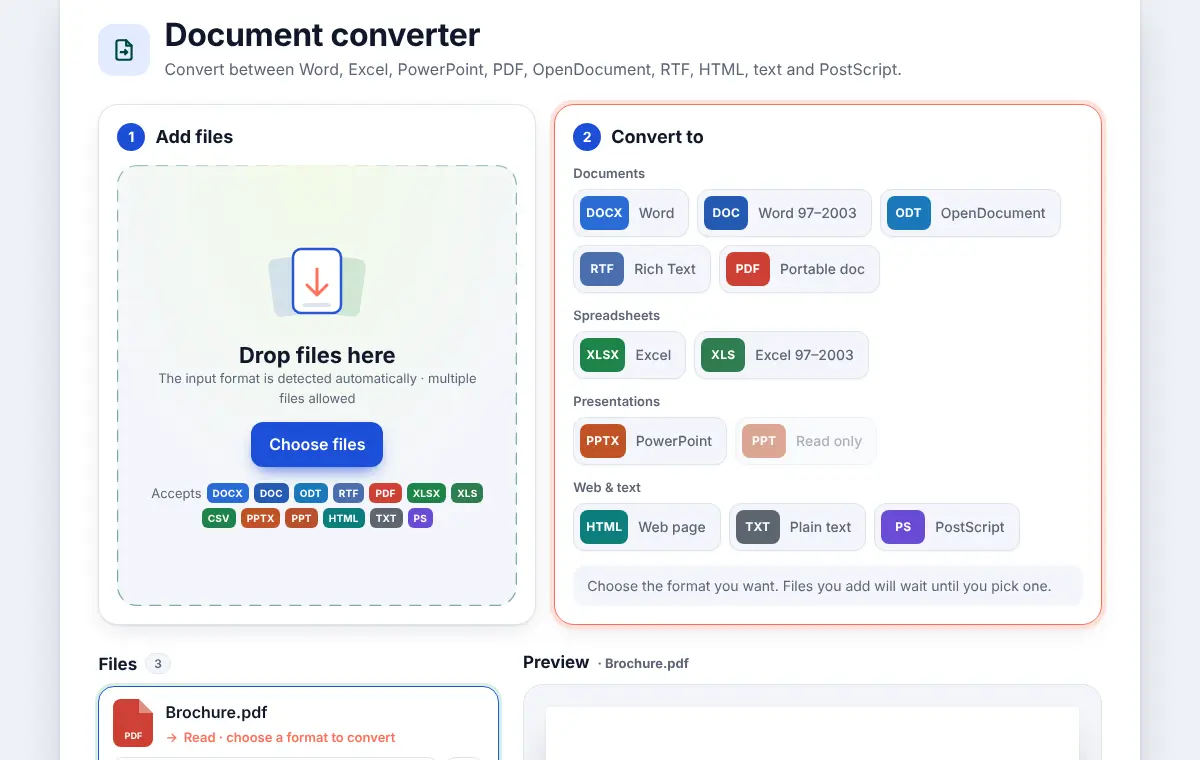 Document converter
Convert between Word, Excel, PowerPoint, PDF, OpenDocument, RTF, HTML, text and PostScript.
1 Add files
Drop files here
The input format is detected automatically · multiple
files allowed
Choose files
Accepts DOCX DOC ODT RTF PDF XLSX XLS
CSV PPTX PPT HTML TXT PS
2 Convert to
Documents
DOCX Word DOC Word 97–2003 ODT OpenDocument
RTF Rich Text PDF Portable doc
Spreadsheets
XLSX Excel XLS Excel 97–2003
Presentations
PPTX PowerPoint PPT Read only
Web & text
HTML Web page TXT Plain text PS PostScript
Choose the format you want. Files you add will wait until you pick one.
Files 3
PDF
Brochure.pdf
→ Read · choose a format to convert
Preview · Brochure.pdf